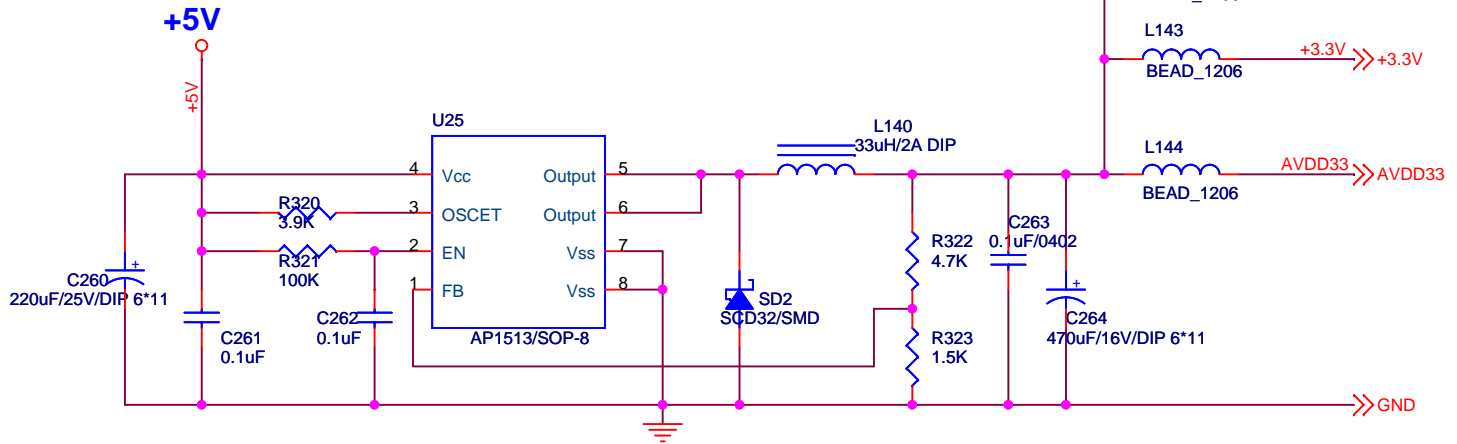 +5V
L143
+3.3V
+3.3V
BEAD_1206
+5V
U25
L140
33uH/2A DIP
L144
AVDD33
AVDD33
BEAD_1206
4
Vcc
Output
5
R320
3.9K
3
OSCET
Output
6
C263
0.1uF/0402
R321
100K
2
EN
Vss
7
R322
4.7K
C260
220uF/25V/DIP 6*11
1
FB
Vss
8
SD2
SCD32/SMD
C261
0.1uF
C262
0.1uF
AP1513/SOP-8
R323
1.5K
C264
470uF/16V/DIP 6*11
GND